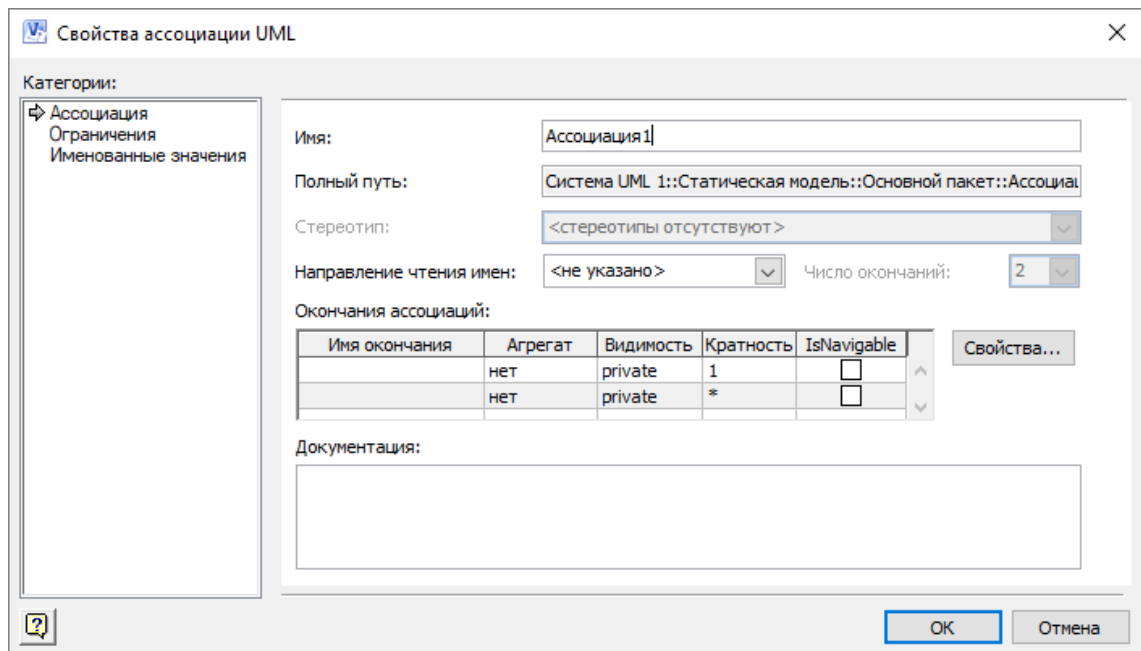 Свойства ассоциации UML
Категории:
Ассоциация
Ограничения
Именованные значения
Имя: Ассоциация1
Полный путь: Система UML 1::Статическая модель::Основной пакет::Ассоциац
Стереотип: <стереотипы отсутствуют>
Направление чтения имен: <не указано> Число окончаний: 2
Окончания ассоциаций:
Имя окончания Агрегат Видимость Кратность IsNavigable
нет private 1
нет private *
Свойства...
Документация:
OK Отмена